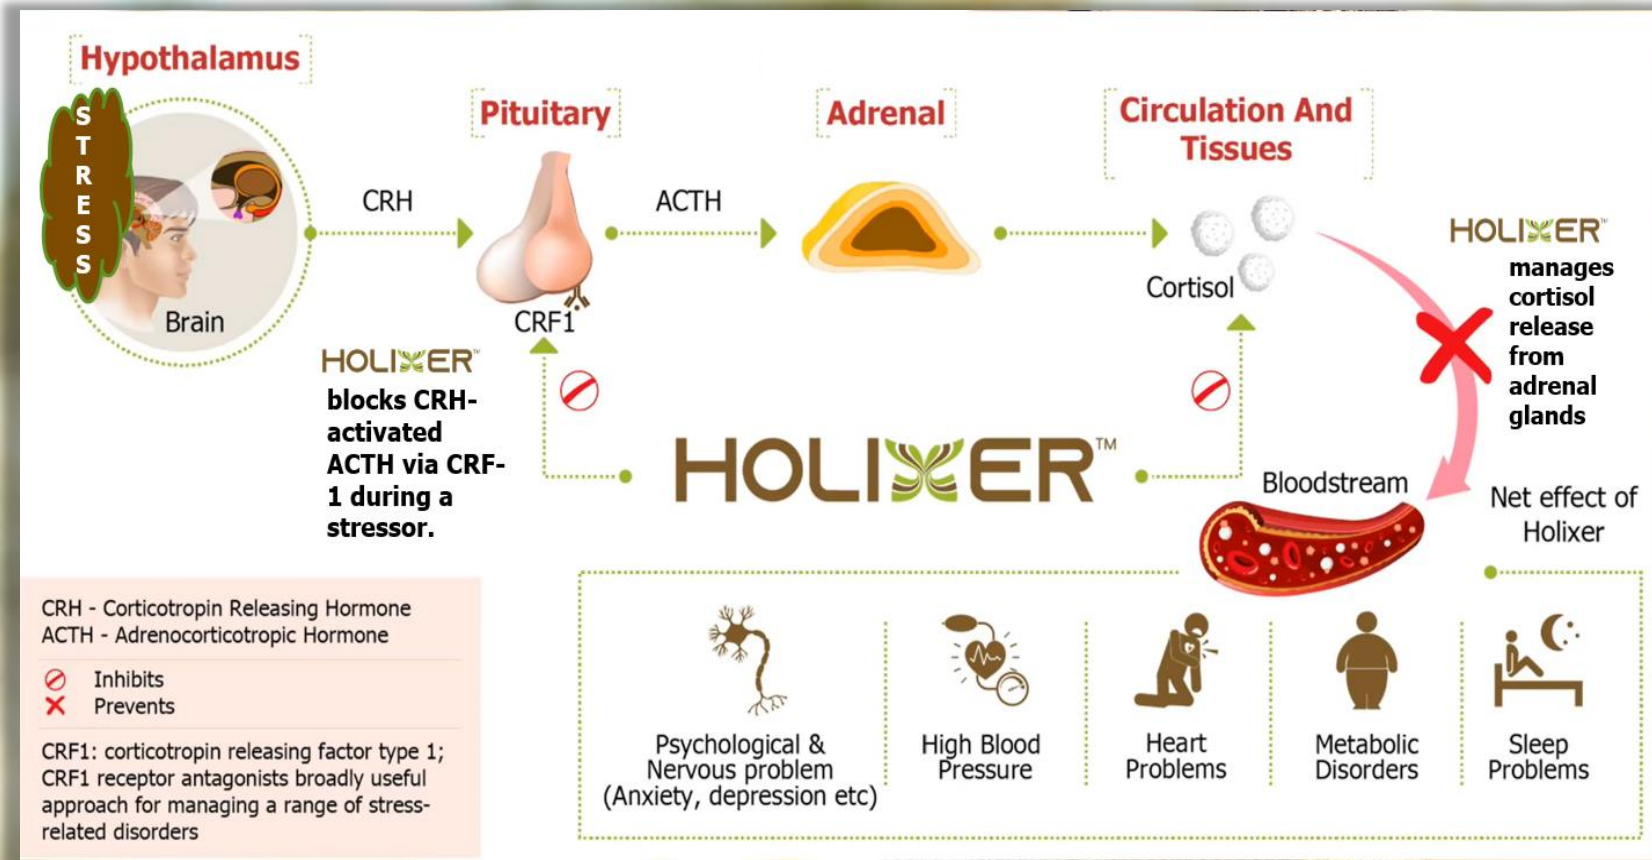 Hypothalamus
STRESS
Brain
CRH
Pituitary
CRF1
ACTH
Adrenal
Circulation And
Tissues
Cortisol
HOLIXER™
manages
cortisol
release
from
adrenal
glands
HOLIXER™
blocks CRH-
activated
ACTH via CRF-
1 during a
stressor.
HOLIXER™
Bloodstream
Net effect of
Holixer
CRH - Corticotropin Releasing Hormone
ACTH - Adrenocorticotropic Hormone
Inhibits
Prevents
CRF1: corticotropin releasing factor type 1;
CRF1 receptor antagonists broadly useful
approach for managing a range of stress-
related disorders
Psychological &
Nervous problem
(Anxiety, depression etc)
High Blood
Pressure
Heart
Problems
Metabolic
Disorders
Sleep
Problems